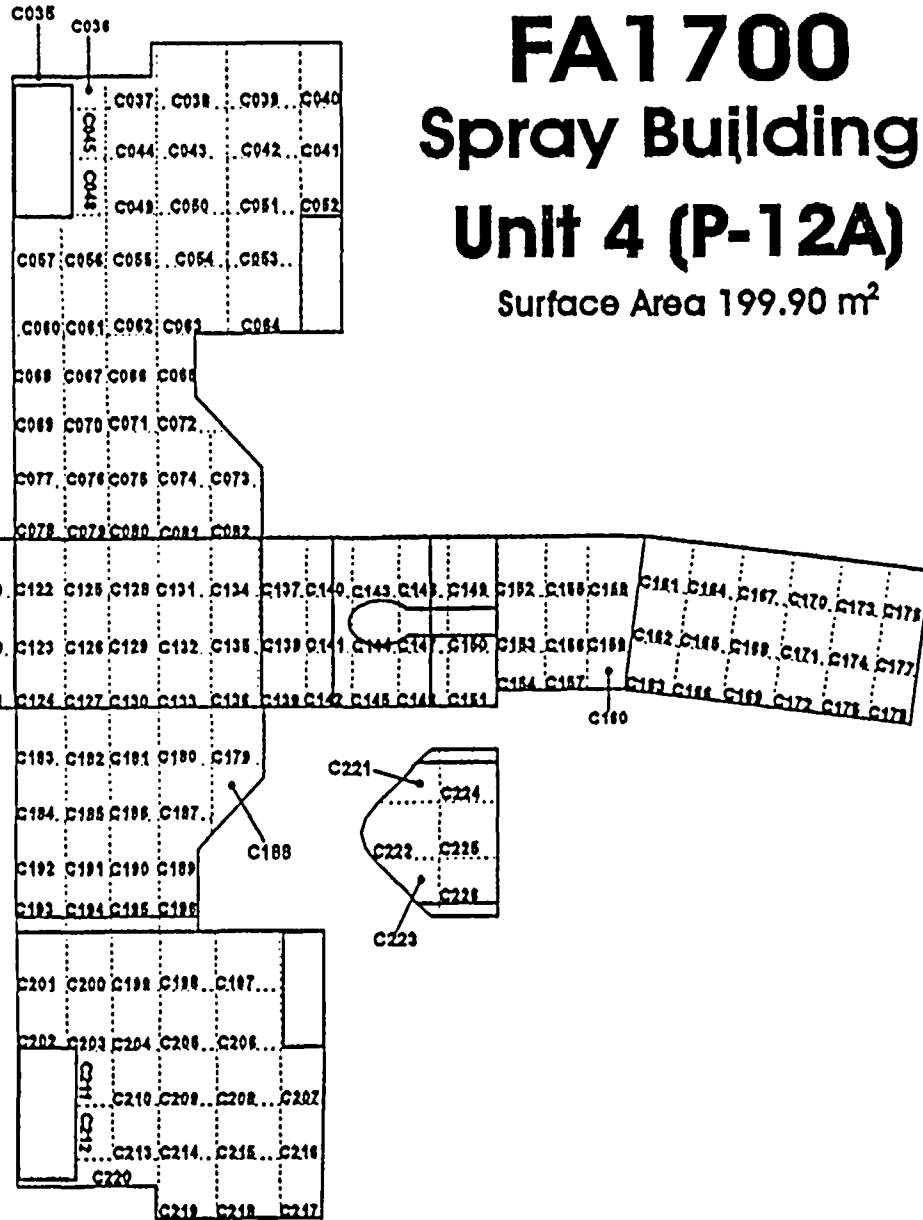 FA1700
Spray Building
Unit 4 (P-12A)
Surface Area 199.90 m²
C035
C036
C037 C038 C039 C040
C045 C044 C043 C042 C041
C048 C049 C050 C051 C052
C057 C056 C055 C054 C053
C060 C061 C062 C063 C064
C068 C067 C066 C065
C069 C070 C071 C072
C077 C076 C075 C074 C073
C078 C079 C080 C081 C082
C122 C125 C128 C131 C134 C137 C140 C143 C146 C149 C152 C155 C158 C161 C164 C167 C170 C173 C176
C123 C126 C129 C132 C135 C138 C141 C144 C147 C150 C153 C156 C159 C162 C165 C168 C171 C174 C177
C124 C127 C130 C133 C136 C139 C142 C145 C148 C151 C154 C157 C163 C166 C169 C172 C175 C178
C160
C183 C182 C181 C180 C179
C184 C185 C186 C187
C188
C192 C191 C190 C189
C193 C194 C195 C196
C221
C224
C222 C225
C226
C223
C201 C200 C199 C198 C197
C202 C203 C204 C205 C206
C211 C210 C209 C208 C207
C212 C213 C214 C215 C216
C220
C219 C218 C217